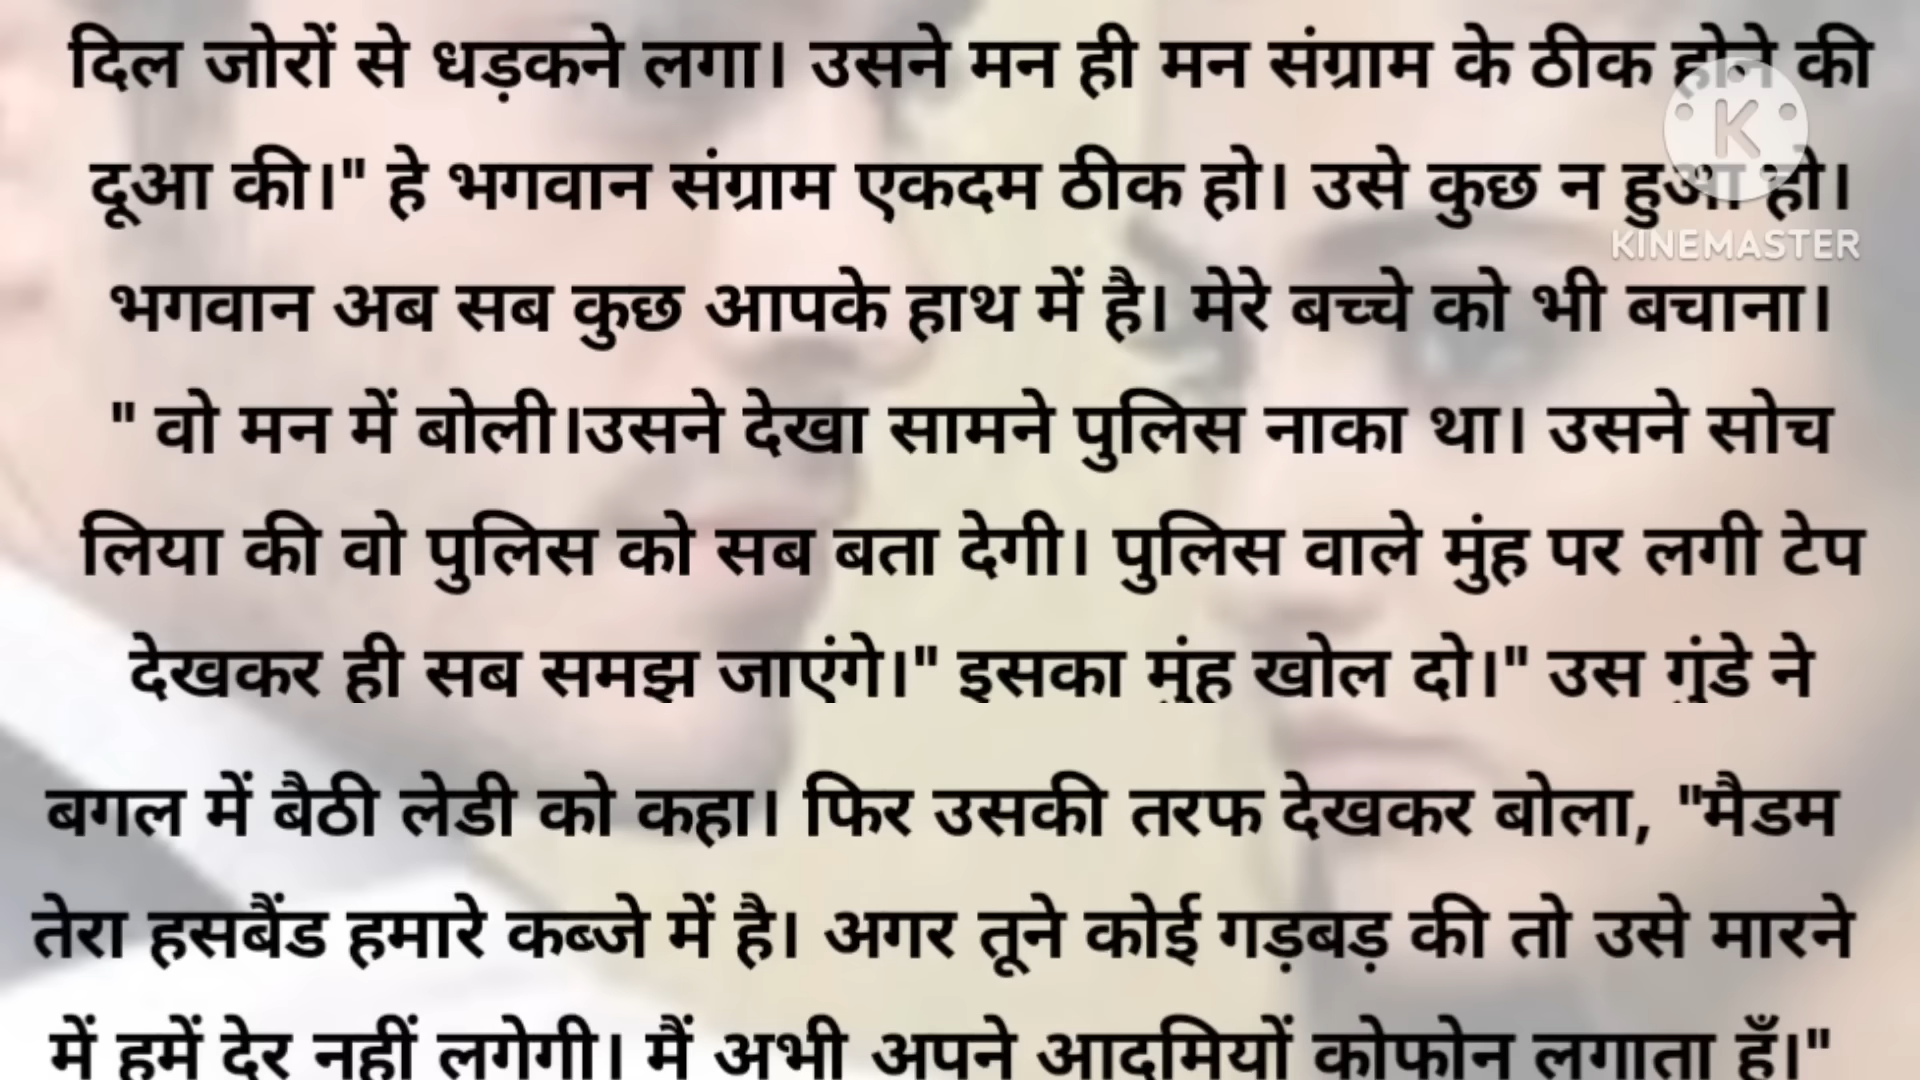 दिल जोरों से धड़कने लगा। उसने मन ही मन संग्राम के ठीक होने की
दूआ की।" हे भगवान संग्राम एकदम ठीक हो। उसे कुछ न हुआ हो।
KINEMASTER
भगवान अब सब कुछ आपके हाथ में है। मेरे बच्चे को भी बचाना।
" वो मन में बोली।उसने देखा सामने पुलिस नाका था। उसने सोच
लिया की वो पुलिस को सब बता देगी। पुलिस वाले मुंह पर लगी टेप
देखकर ही सब समझ जाएंगे।" इसका मुंह खोल दो।" उस गुंडे ने
बगल में बैठी लेडी को कहा। फिर उसकी तरफ देखकर बोला, "मैडम
तेरा हसबैंड हमारे कब्जे में है। अगर तूने कोई गड़बड़ की तो उसे मारने
में हमें देर नहीं लगेगी। मैं अभी अपने आदमियों कोफोन लगाता हूँ।"